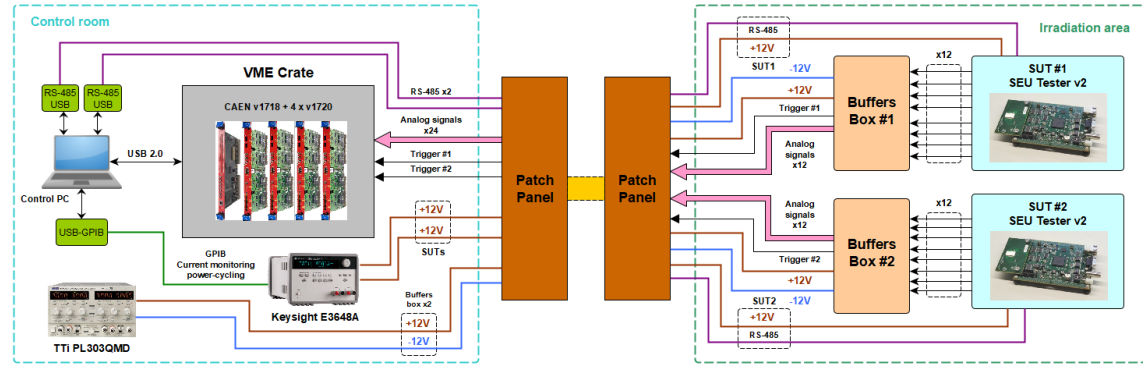 Control room
RS-485
USB
RS-485
USB
VME Crate
CAEN v1718 + 4 x v1720
USB 2.0
Control PC
USB-GPIB
GPIB
Current monitoring
power-cycling
TTi PL303QMD
Keysight E3648A
RS-485 x2
Analog signals
x24
Trigger #1
Trigger #2
+12V
+12V
SUTs
Buffers
box x2
+12V
-12V
Patch
Panel
Patch
Panel
Irradiation area
RS-485
+12V
SUT1
-12V
+12V
Trigger #1
Analog
signals
x12
Buffers
Box #1
x12
SUT #1
SEU Tester v2
Analog
signals
x12
Trigger #2
+12V
-12V
SUT2
+12V
RS-485
Buffers
Box #2
x12
SUT #2
SEU Tester v2